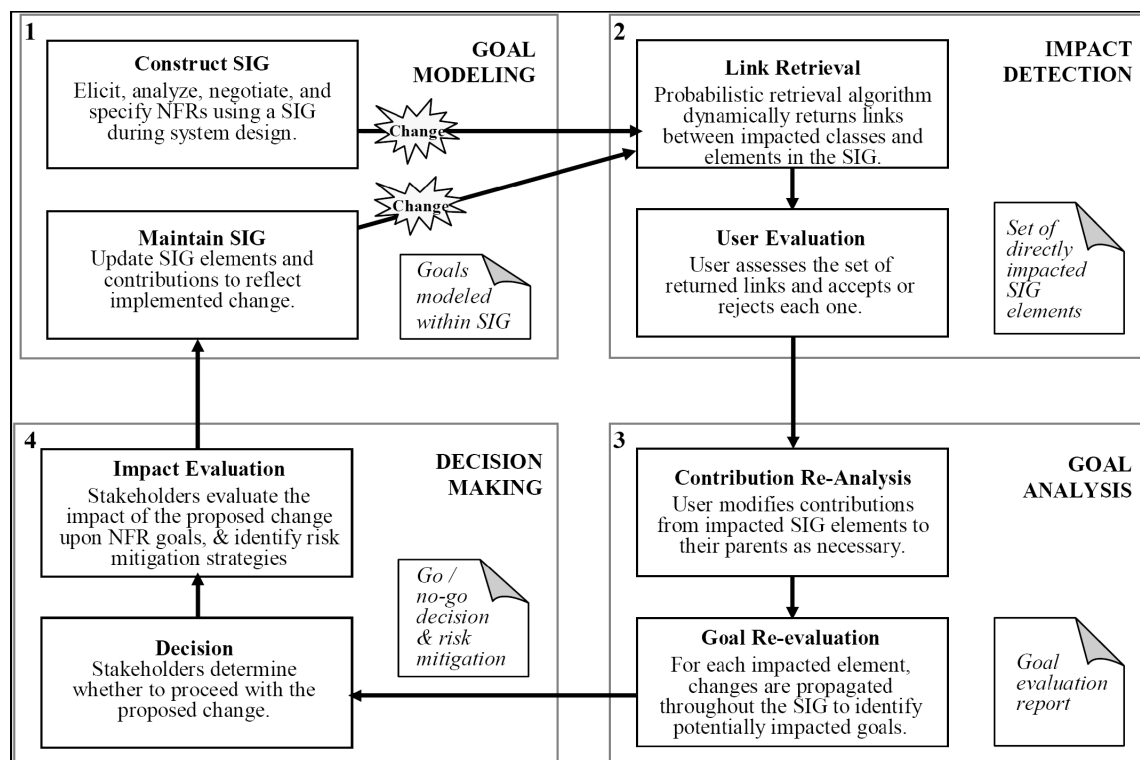 1
GOAL
MODELING
Construct SIG
Elicit, analyze, negotiate, and
specify NFRs using a SIG
during system design.
Change
Change
Maintain SIG
Update SIG elements and
contributions to reflect
implemented change.
Goals
modeled
within SIG
2
IMPACT
DETECTION
Link Retrieval
Probabilistic retrieval algorithm
dynamically returns links
between impacted classes and
elements in the SIG.
User Evaluation
User assesses the set of
returned links and accepts or
rejects each one.
Set of
directly
impacted
SIG
elements
3
GOAL
ANALYSIS
Contribution Re-Analysis
User modifies contributions
from impacted SIG elements to
their parents as necessary.
Goal Re-evaluation
For each impacted element,
changes are propagated
throughout the SIG to identify
potentially impacted goals.
Goal
evaluation
report
4
DECISION
MAKING
Impact Evaluation
Stakeholders evaluate the
impact of the proposed change
upon NFR goals, & identify risk
mitigation strategies
Decision
Stakeholders determine
whether to proceed with the
proposed change.
Go /
no-go
decision
& risk
mitigation